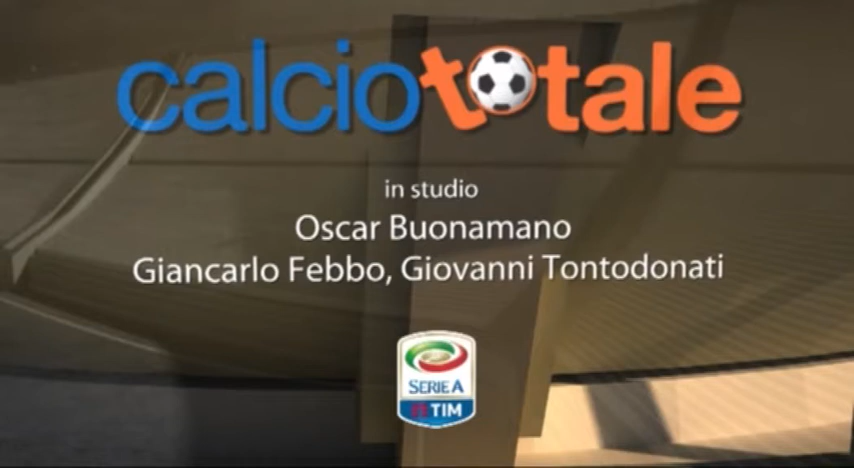 calciototale
in studio
Oscar Buonamano
Giancarlo Febbo, Giovanni Tontodonati
SERIE A
TIM